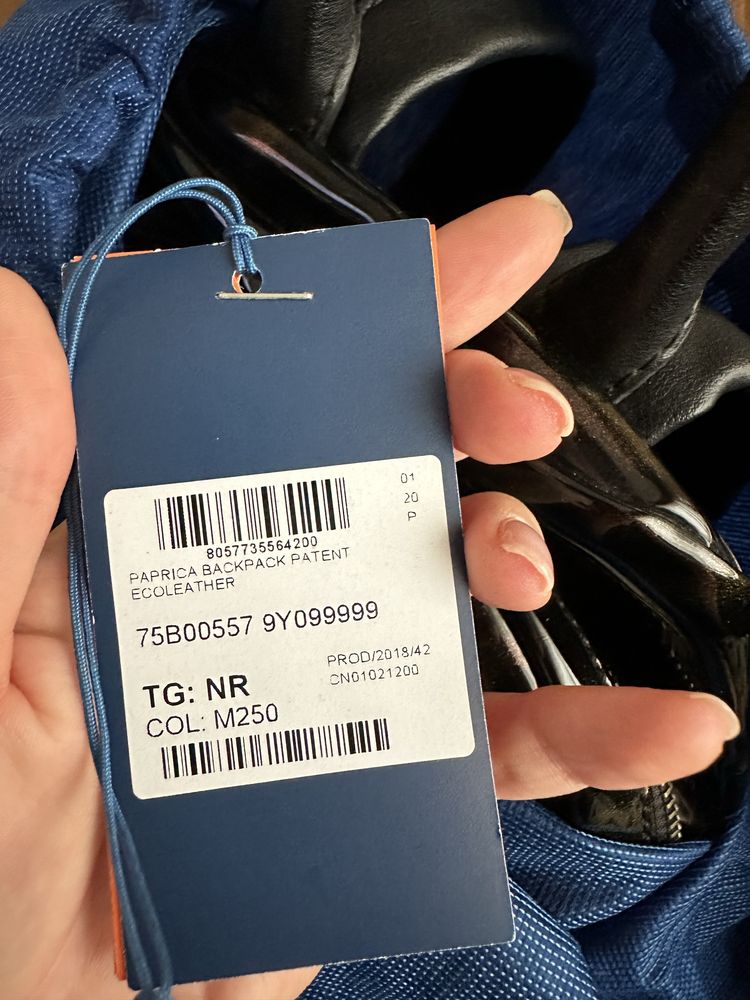 01
20
P
8057735564200
PAPRICA BACKPACK PATENT
ECOLEATHER
75B00557 9Y099999
PROD/2018/42
CN01021200
TG: NR
COL: M250